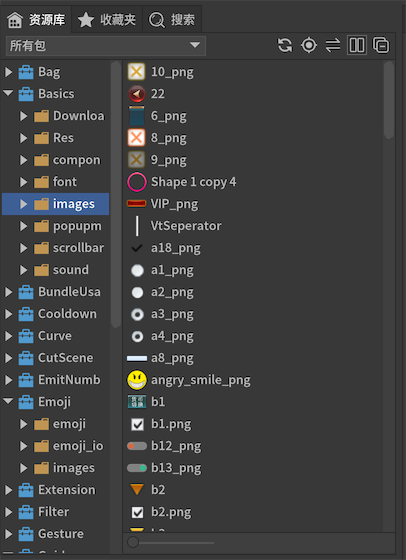 资源库 收藏夹 搜索
所有包
Bag
Basics
Downloa
Res
compon
font
images
popupm
scrollbar
sound
BundleUsa
Cooldown
Curve
CutScene
EmitNumb
Emoji
emoji
emoji_io
images
Extension
Filter
Gesture
10_png
22
6_png
8_png
9_png
Shape 1 copy 4
VIP_png
VtSeperator
a18_png
a1_png
a2_png
a3_png
a4_png
a8_png
angry_smile_png
b1
b1.png
b12_png
b13_png
b2
b2.png